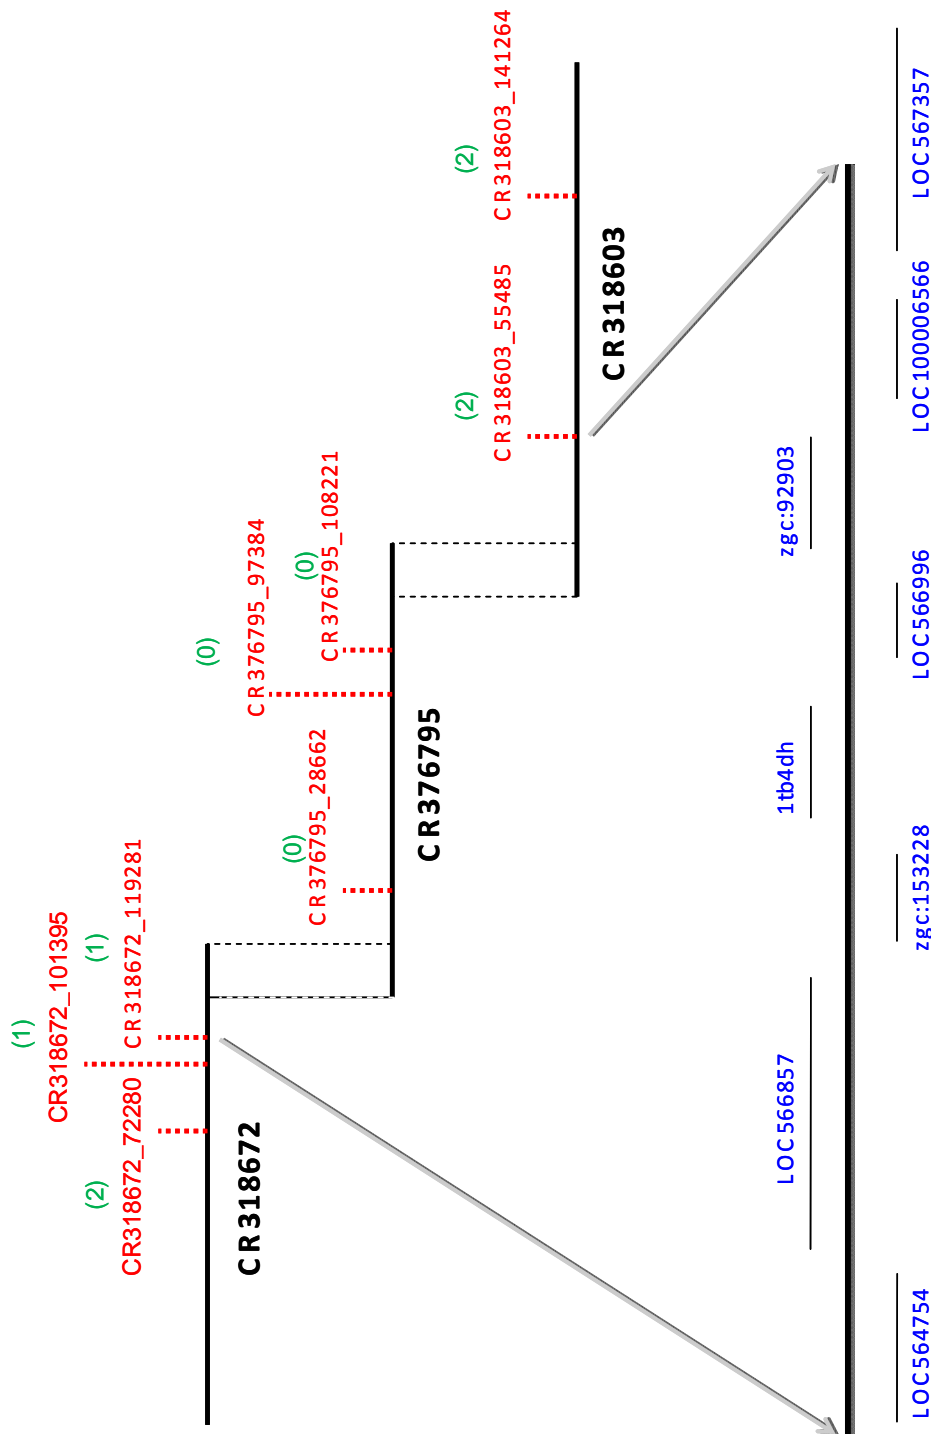 (1)
CR318672_101395
(2)
(1)
CR318672_72280
CR318672_119281
CR318672
(0)
CR376795_97384
(0)
(0)
CR376795_28662
CR376795_108221
CR376795
(2)
(2)
CR318603_55485
CR318603_141264
CR318603
LOC566857
1tb4dh
zgc:92903
LOC564754
zgc:153228
LOC566996
LOC100006566
LOC567357